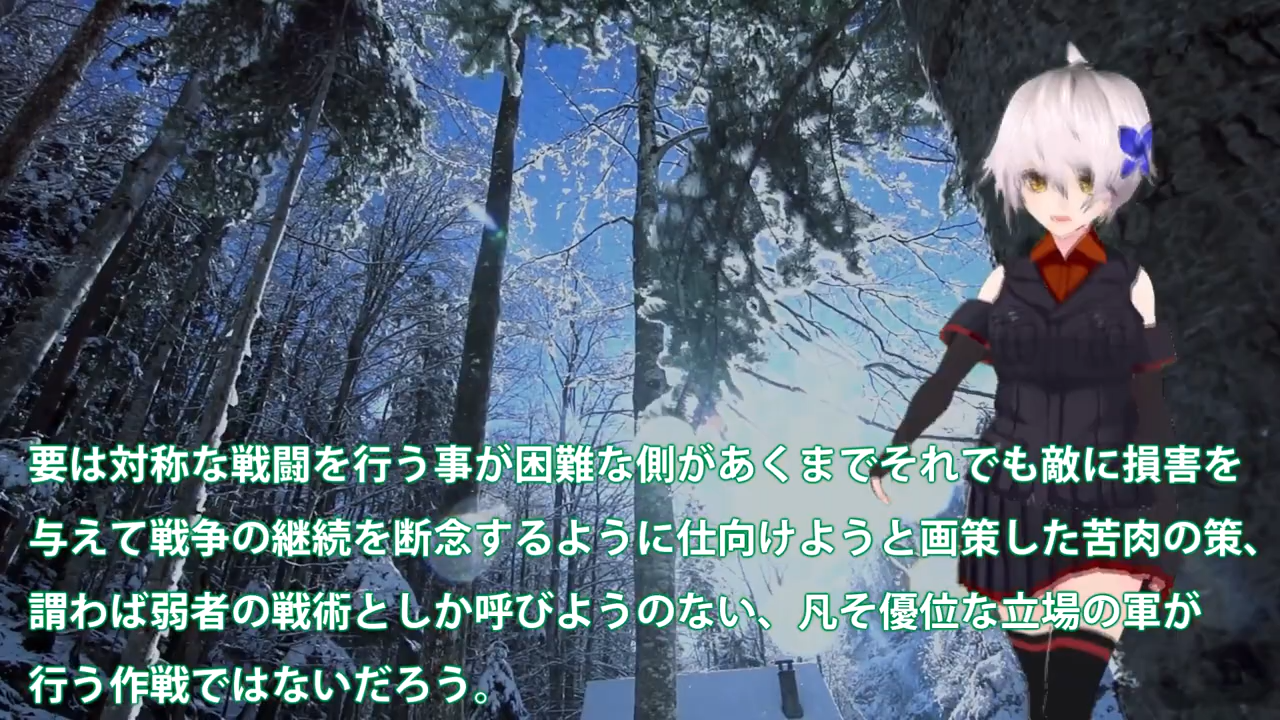 要は対称な戦闘を行う事が困難な側があくまでそれでも敵に損害を
与えて戦争の継続を断念するように仕向けようと画策した苦肉の策、
謂わば弱者の戦術としか呼びようのない、凡そ優位な立場の軍が
行う作戦ではないだろう。